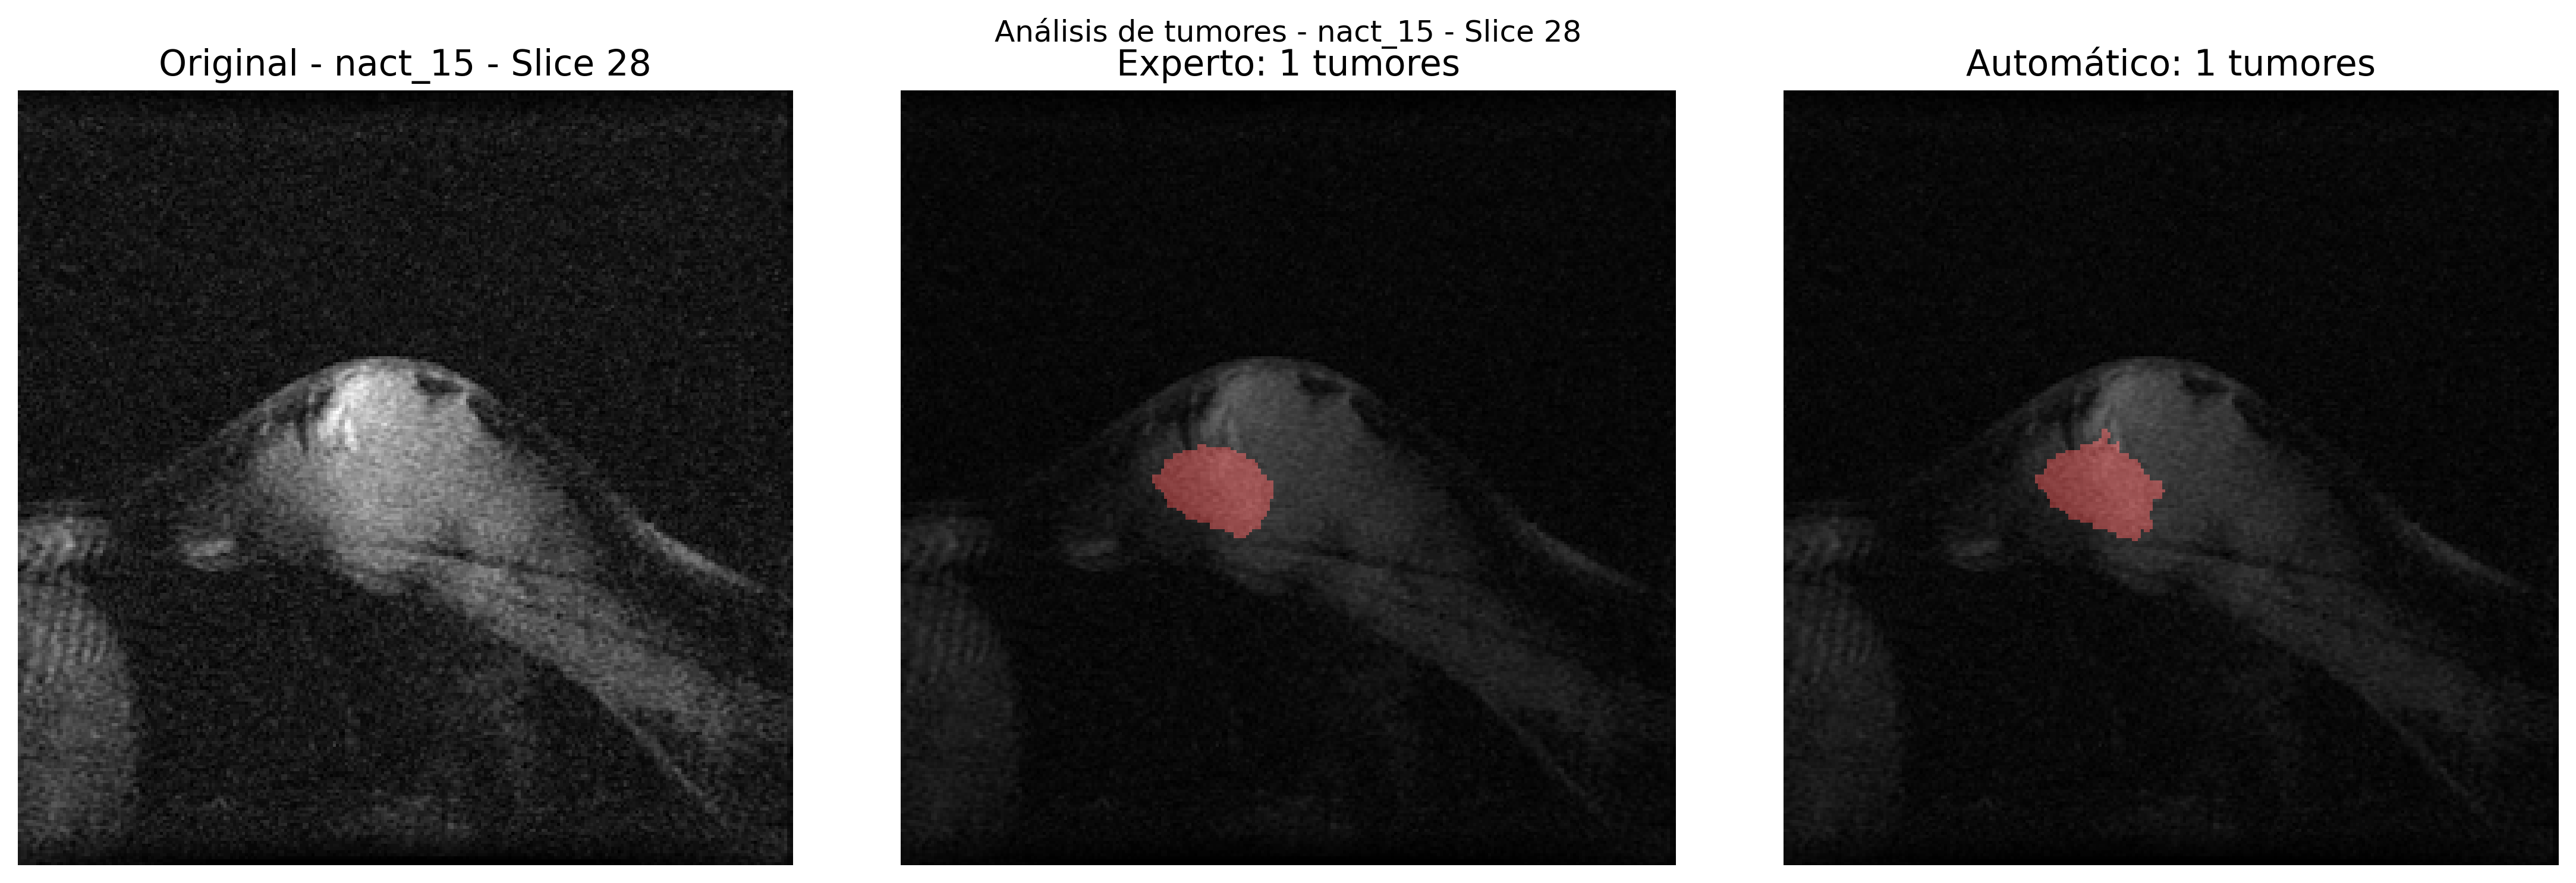 Análisis de tumores - nact_15 - Slice 28
Original - nact_15 - Slice 28
Experto: 1 tumores
Automático: 1 tumores